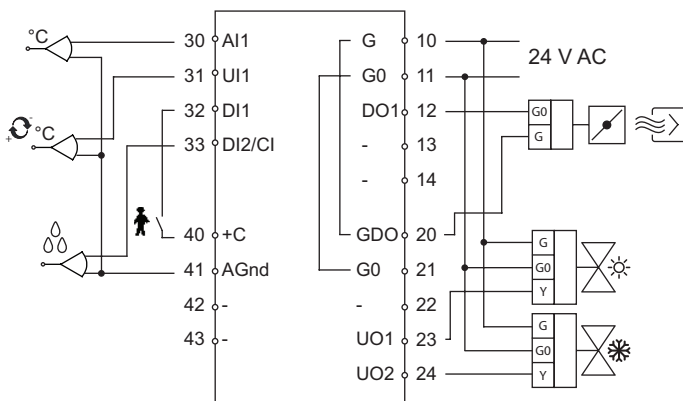 °C
30 AI1
G 10
24 V AC
31 UI1
G0 11
32 DI1
DO1 12
G0
G
+ - °C
33 DI2/CI
- 13
- 14
40 +C
GDO 20
G
G0
Y
41 AGnd
G0 21
42 -
- 22
43 -
UO1 23
G
G0
Y
UO2 24